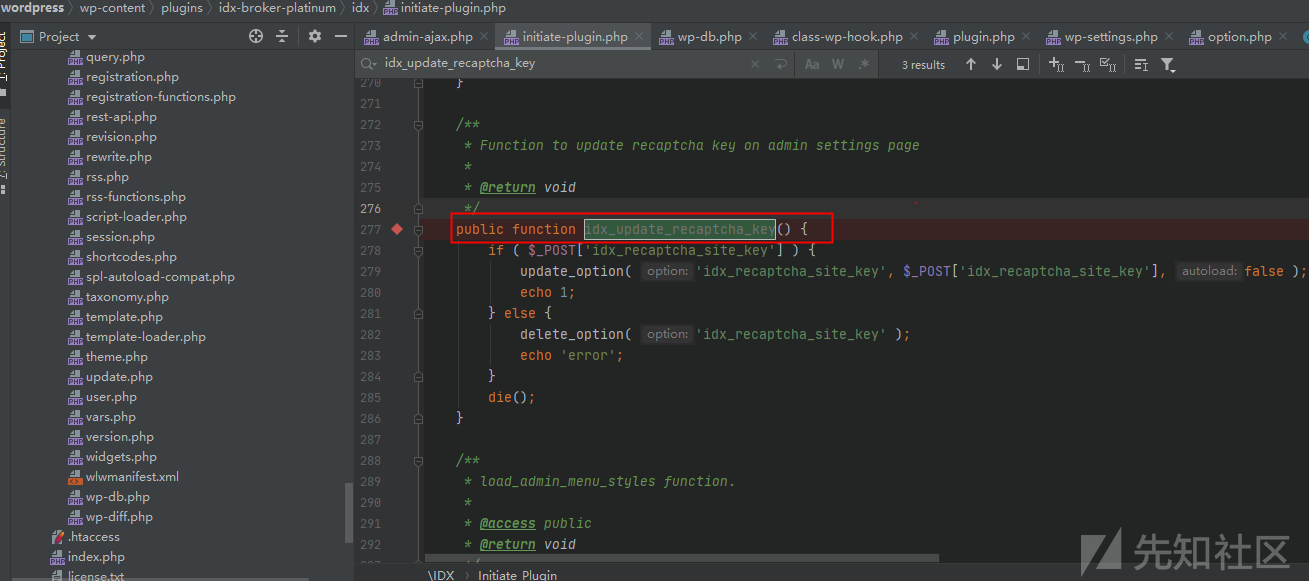 wordpress › wp-content › plugins › idx-broker-platinum › idx › initiate-plugin.php
Project
admin-ajax.php × initiate-plugin.php × wp-db.php × class-wp-hook.php × plugin.php × wp-settings.php × option.php ×
idx_update_recaptcha_key × Aa W .* 3 results
1: Project
7: Structure
query.php
registration.php
registration-functions.php
rest-api.php
revision.php
rewrite.php
rss.php
rss-functions.php
script-loader.php
session.php
shortcodes.php
spl-autoload-compat.php
taxonomy.php
template.php
template-loader.php
theme.php
update.php
user.php
vars.php
version.php
widgets.php
wlwmanifest.xml
wp-db.php
wp-diff.php
.htaccess
index.php
license.txt
270 }
271
272 /**
273 * Function to update recaptcha key on admin settings page
274 *
275 * @return void
276 */
277 public function idx_update_recaptcha_key() {
278 if ( $_POST['idx_recaptcha_site_key'] ) {
279 update_option( option: 'idx_recaptcha_site_key', $_POST['idx_recaptcha_site_key'], autoload: false );
280 echo 1;
281 } else {
282 delete_option( option: 'idx_recaptcha_site_key' );
283 echo 'error';
284 }
285 die();
286 }
287
288 /**
289 * load_admin_menu_styles function.
290 *
291 * @access public
292 * @return void
\IDX › Initiate_Plugin
先知社区